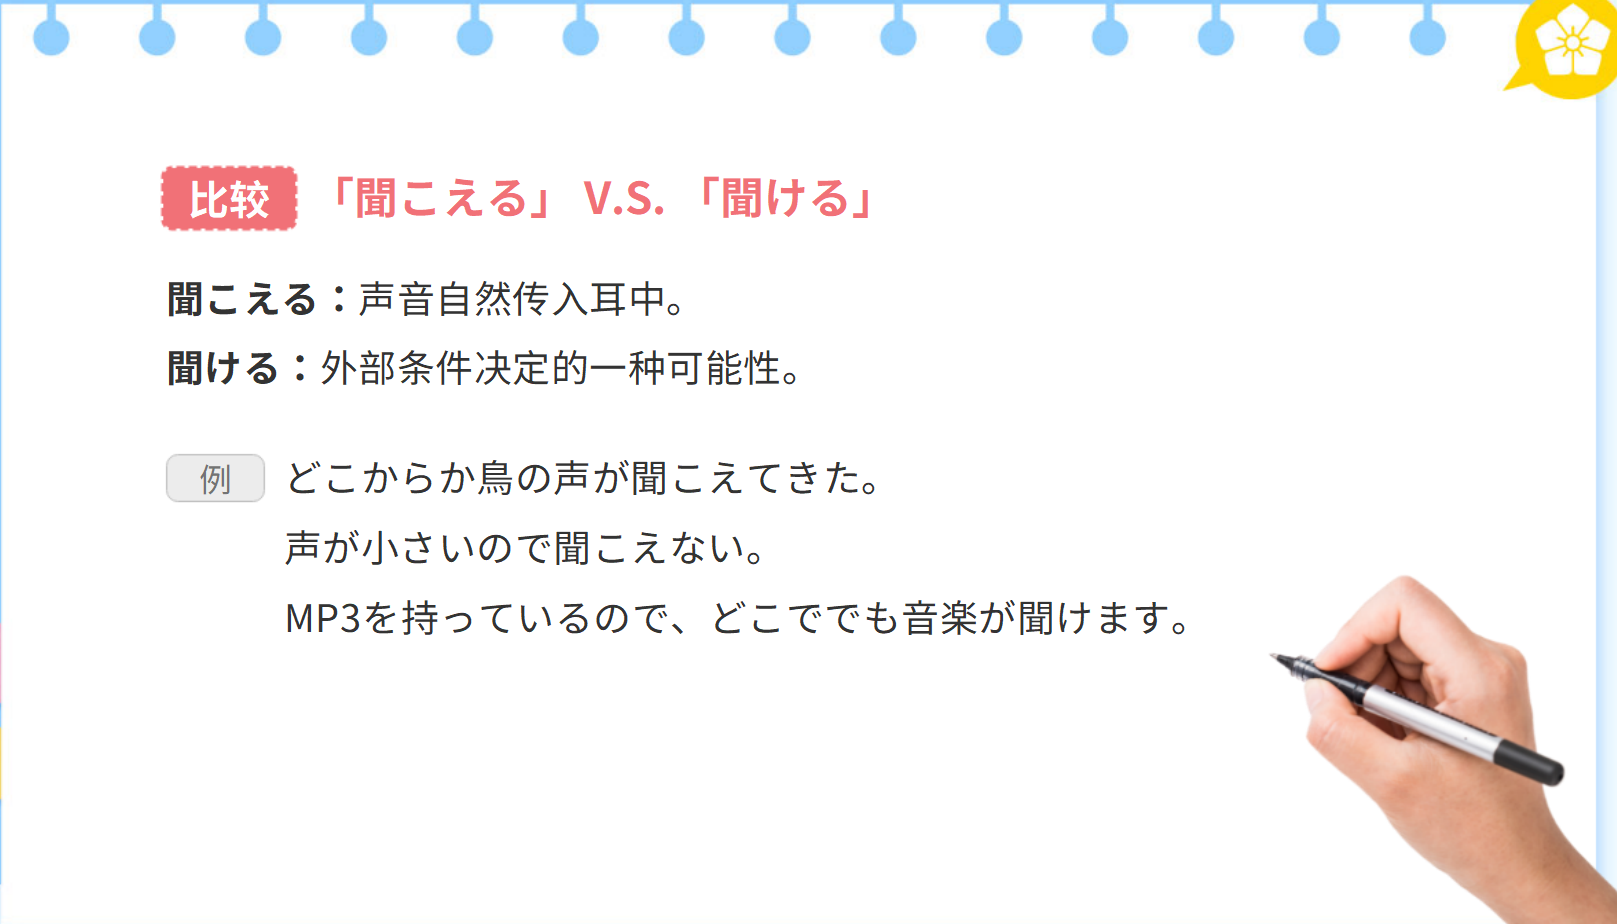 比较 「聞こえる」 V.S. 「聞ける」
聞こえる：声音自然传入耳中。
聞ける：外部条件决定的一种可能性。
例 どこからか鳥の声が聞こえてきた。
声が小さいので聞こえない。
MP3を持っているので、どこででも音楽が聞けます。